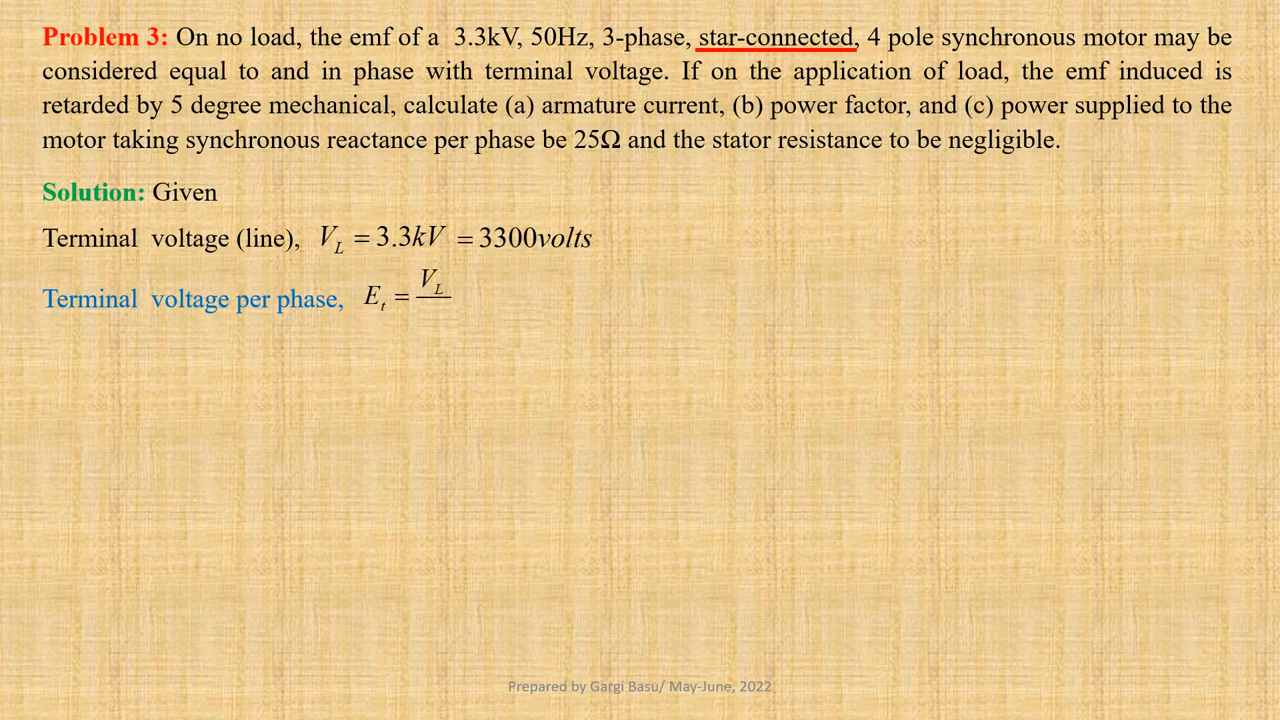 Problem 3: On no load, the emf of a 3.3kV, 50Hz, 3-phase, star-connected, 4 pole synchronous motor may be
considered equal to and in phase with terminal voltage. If on the application of load, the emf induced is
retarded by 5 degree mechanical, calculate (a) armature current, (b) power factor, and (c) power supplied to the
motor taking synchronous reactance per phase be 25Ω and the stator resistance to be negligible.
Solution: Given
Terminal voltage (line), V_L = 3.3kV = 3300volts
Terminal voltage per phase, E_t = V_L
Prepared by Gargi Basu/ May-June, 2022